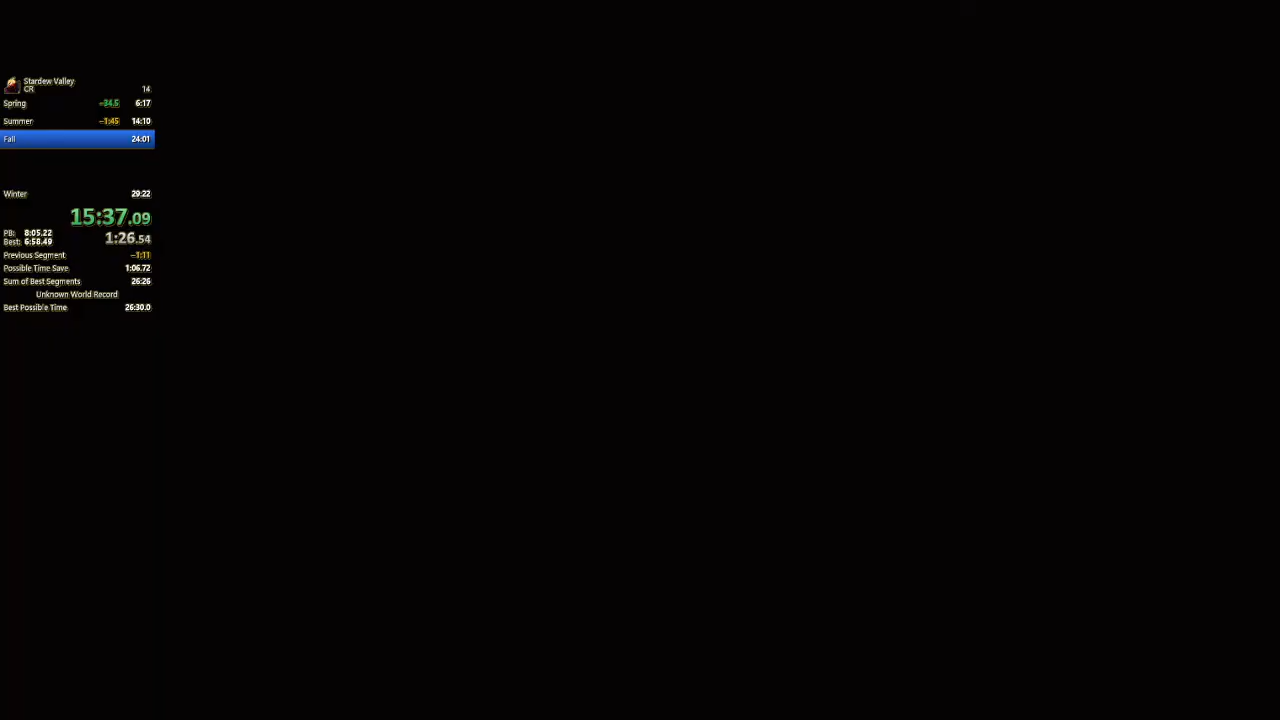 Stardew Valley
CR 14
Spring -34.5 6:17
Summer -1:45 14:10
Fall 24:01
Winter 29:22
15:37.09
PB: 8:05.22
Best: 6:58.49
1:26.54
Previous Segment -1:11
Possible Time Save 1:06.72
Sum of Best Segments 26:26
Unknown World Record
Best Possible Time 26:30.0